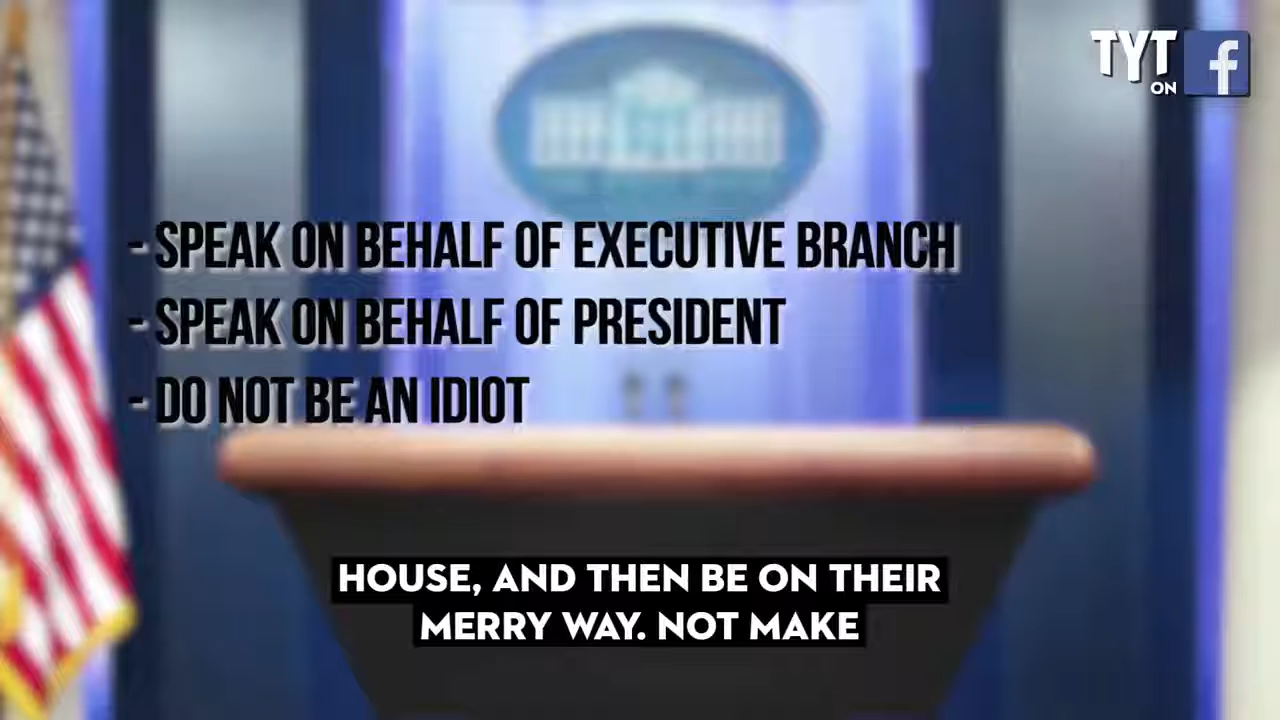 TYT
ON f
- SPEAK ON BEHALF OF EXECUTIVE BRANCH
- SPEAK ON BEHALF OF PRESIDENT
- DO NOT BE AN IDIOT
HOUSE, AND THEN BE ON THEIR
MERRY WAY. NOT MAKE